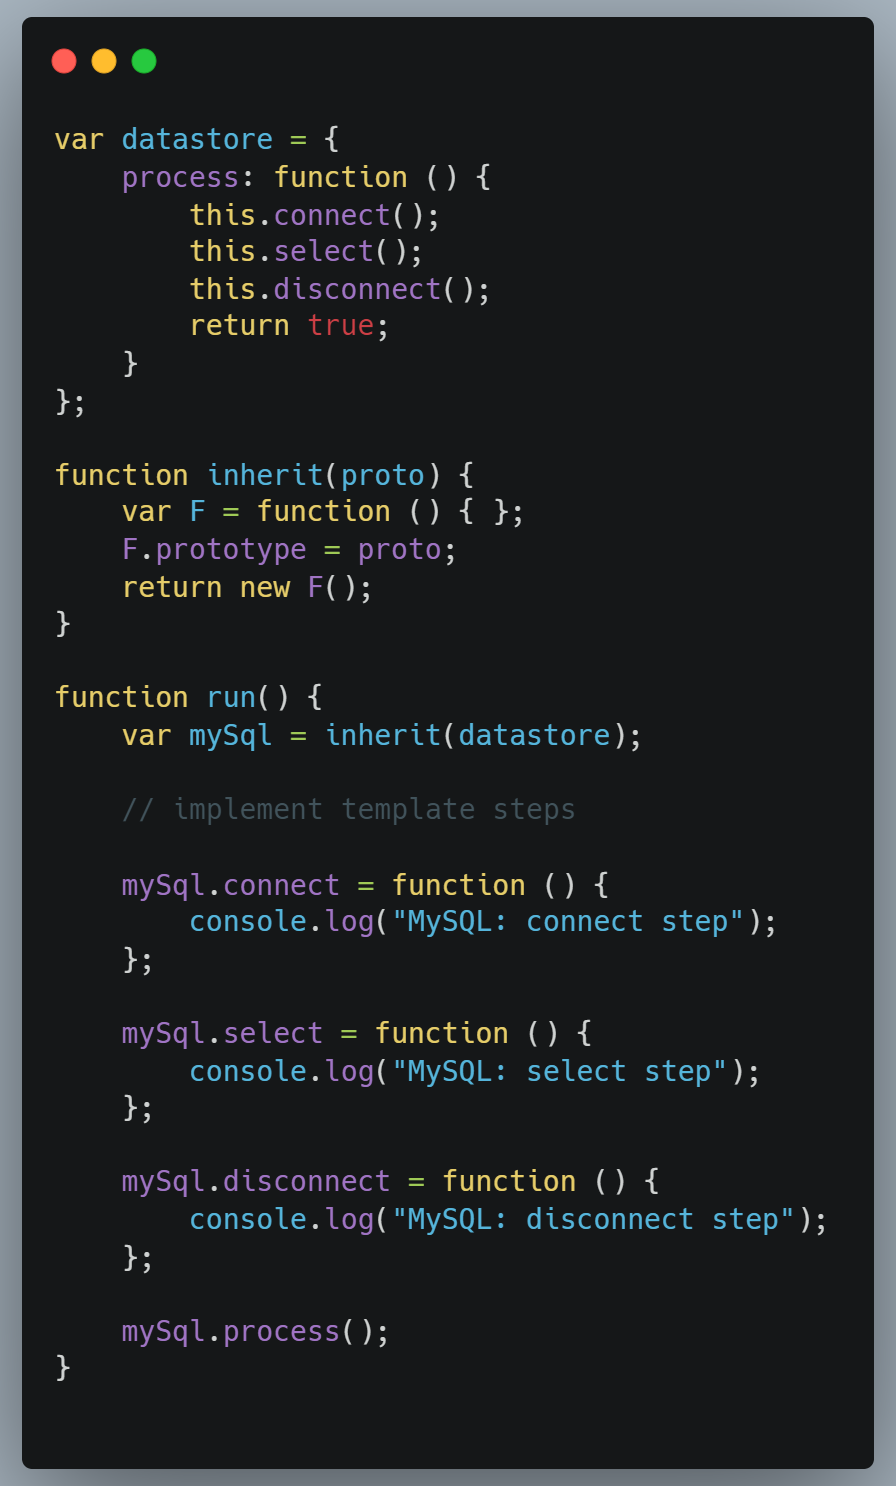 var datastore = {
    process: function () {
        this.connect();
        this.select();
        this.disconnect();
        return true;
    }
};

function inherit(proto) {
    var F = function () { };
    F.prototype = proto;
    return new F();
}

function run() {
    var mySql = inherit(datastore);

    // implement template steps

    mySql.connect = function () {
        console.log("MySQL: connect step");
    };

    mySql.select = function () {
        console.log("MySQL: select step");
    };

    mySql.disconnect = function () {
        console.log("MySQL: disconnect step");
    };

    mySql.process();
}